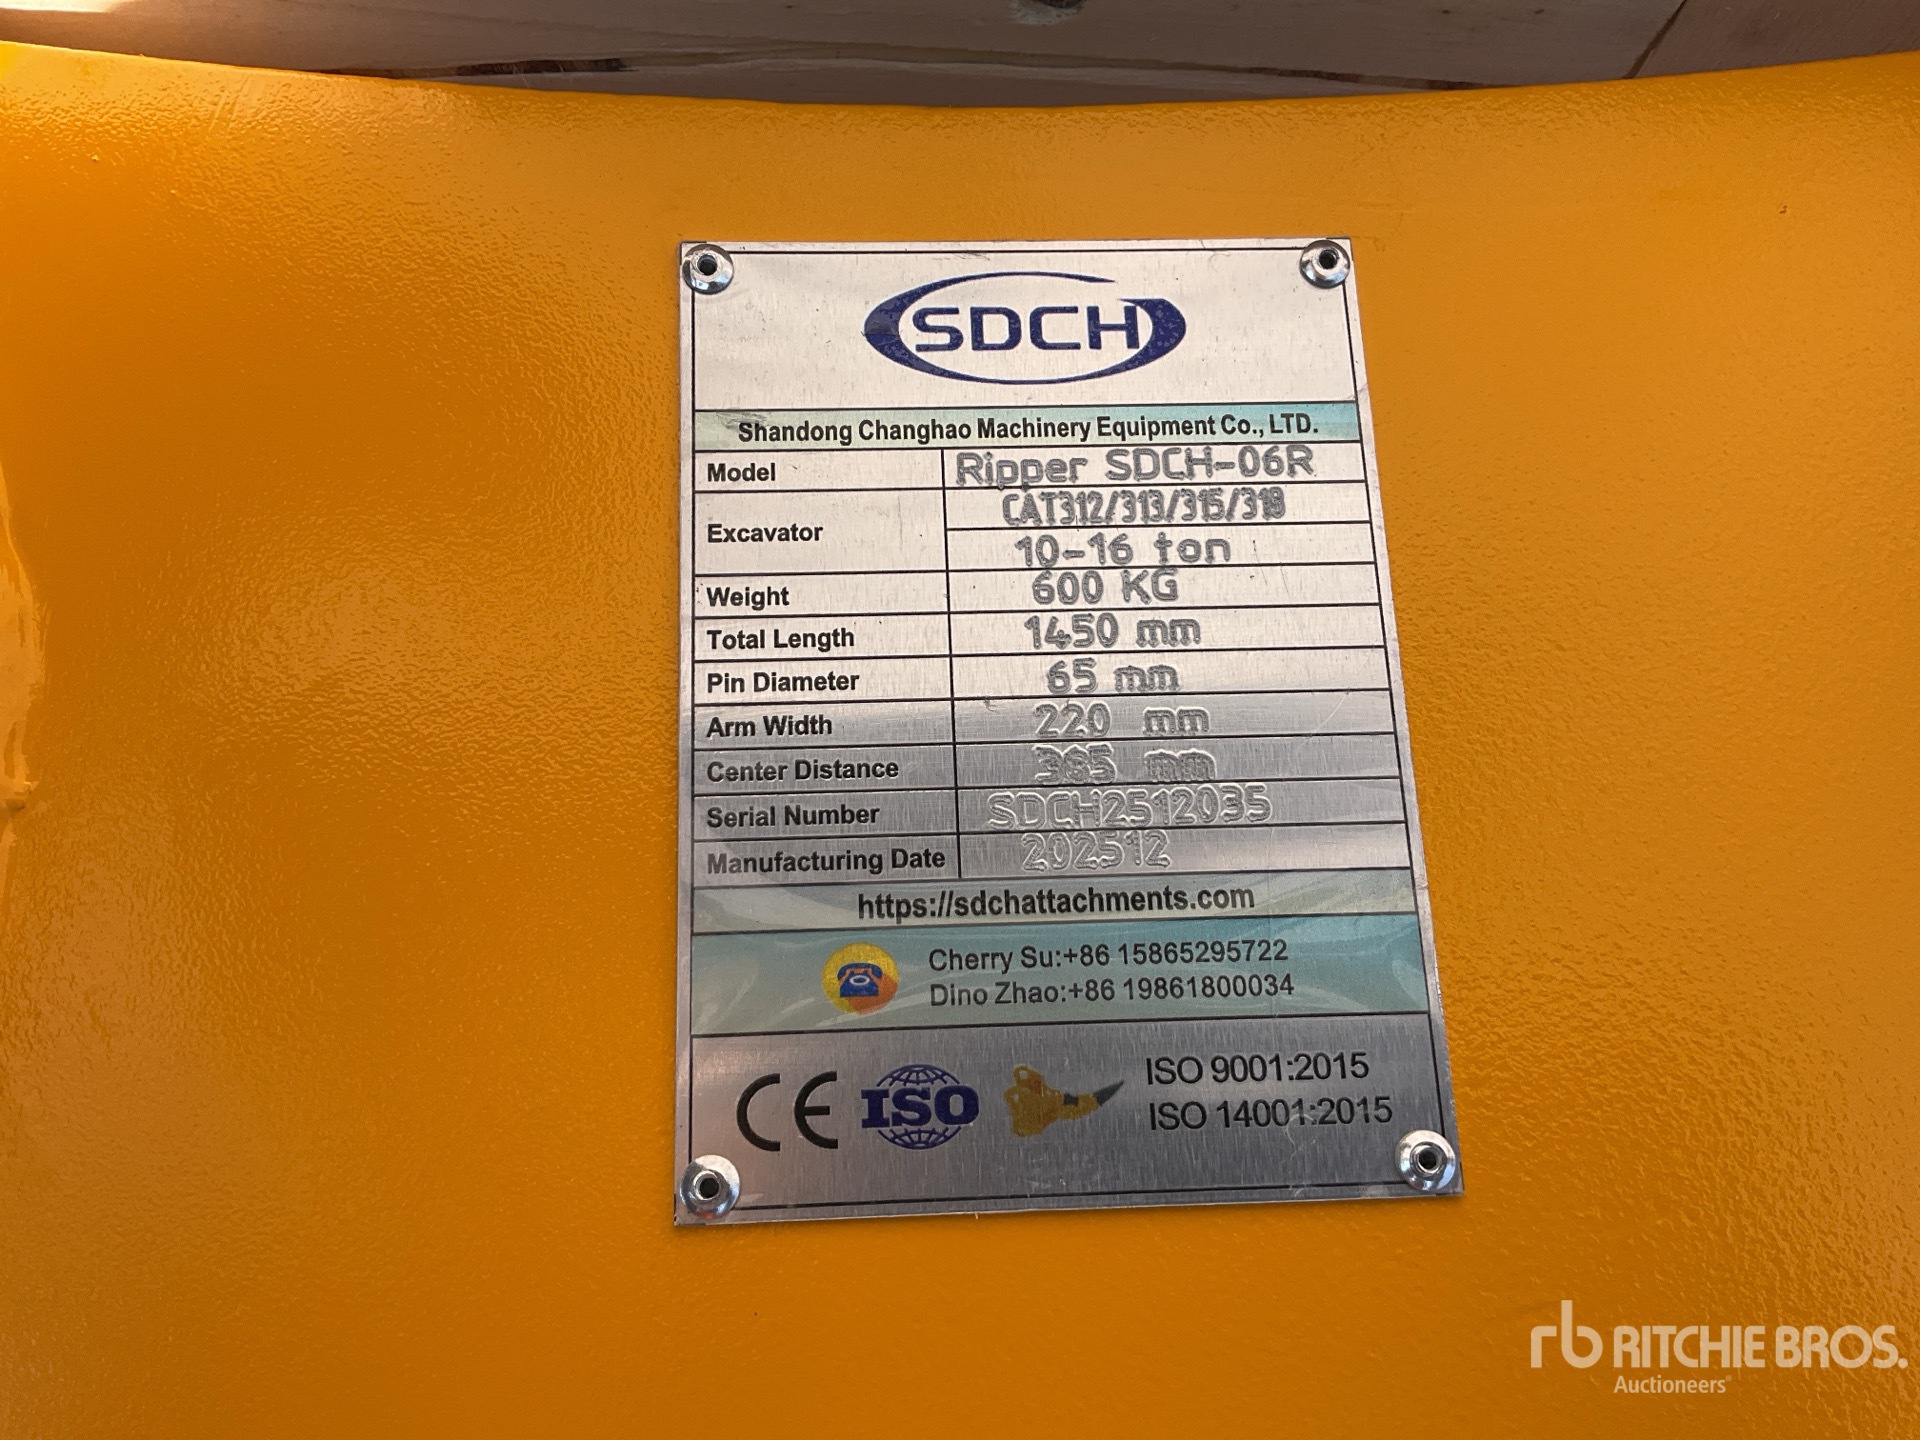 SDCH
Shandong Changhao Machinery Equipment Co., LTD.
Model Ripper SDCH-06R
Excavator CAT312/313/315/318
10-16 ton
Weight 600 KG
Total Length 1450 mm
Pin Diameter 65 mm
Arm Width 220 mm
Center Distance 365 mm
Serial Number SDCH2512035
Manufacturing Date 202512
https://sdchattachments.com
Cherry Su:+86 15865295722
Dino Zhao:+86 19861800034
CE ISO ISO 9001:2015
ISO 14001:2015
rb RITCHIE BROS.
Auctioneers